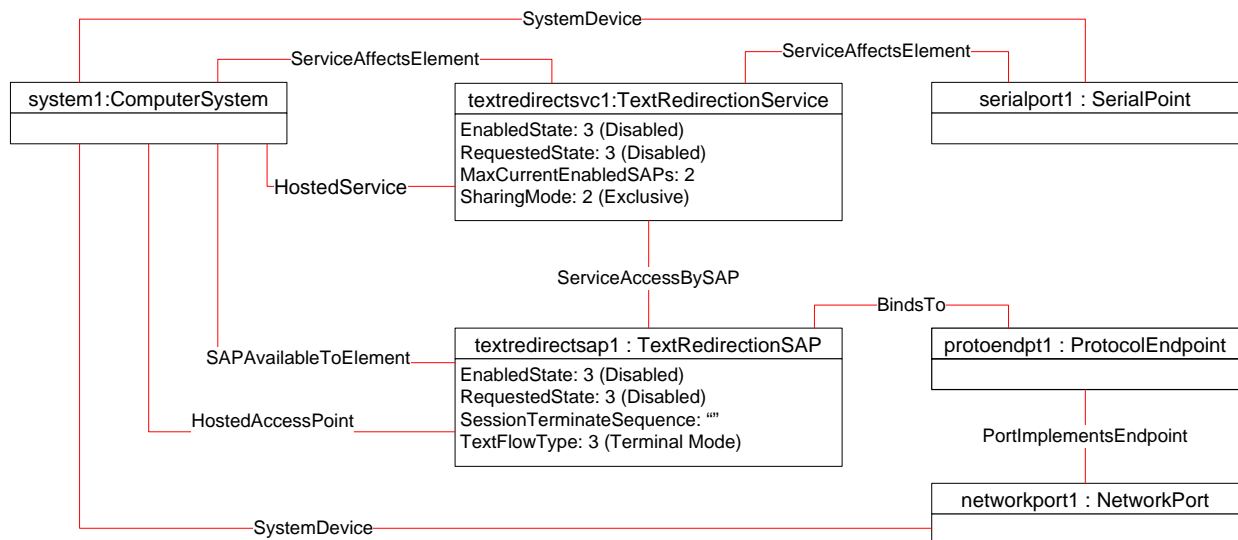 SystemDevice
ServiceAffectsElement
ServiceAffectsElement
system1:ComputerSystem
textredirectsvc1:TextRedirectionService
EnabledState: 3 (Disabled)
RequestedState: 3 (Disabled)
MaxCurrentEnabledSAPs: 2
SharingMode: 2 (Exclusive)
serialport1 : SerialPoint
HostedService
ServiceAccessBySAP
BindsTo
textredirectsap1 : TextRedirectionSAP
EnabledState: 3 (Disabled)
RequestedState: 3 (Disabled)
SessionTerminateSequence: “”
TextFlowType: 3 (Terminal Mode)
protoendpt1 : ProtocolEndpoint
SAPAvailableToElement
HostedAccessPoint
PortImplementsEndpoint
networkport1 : NetworkPort
SystemDevice